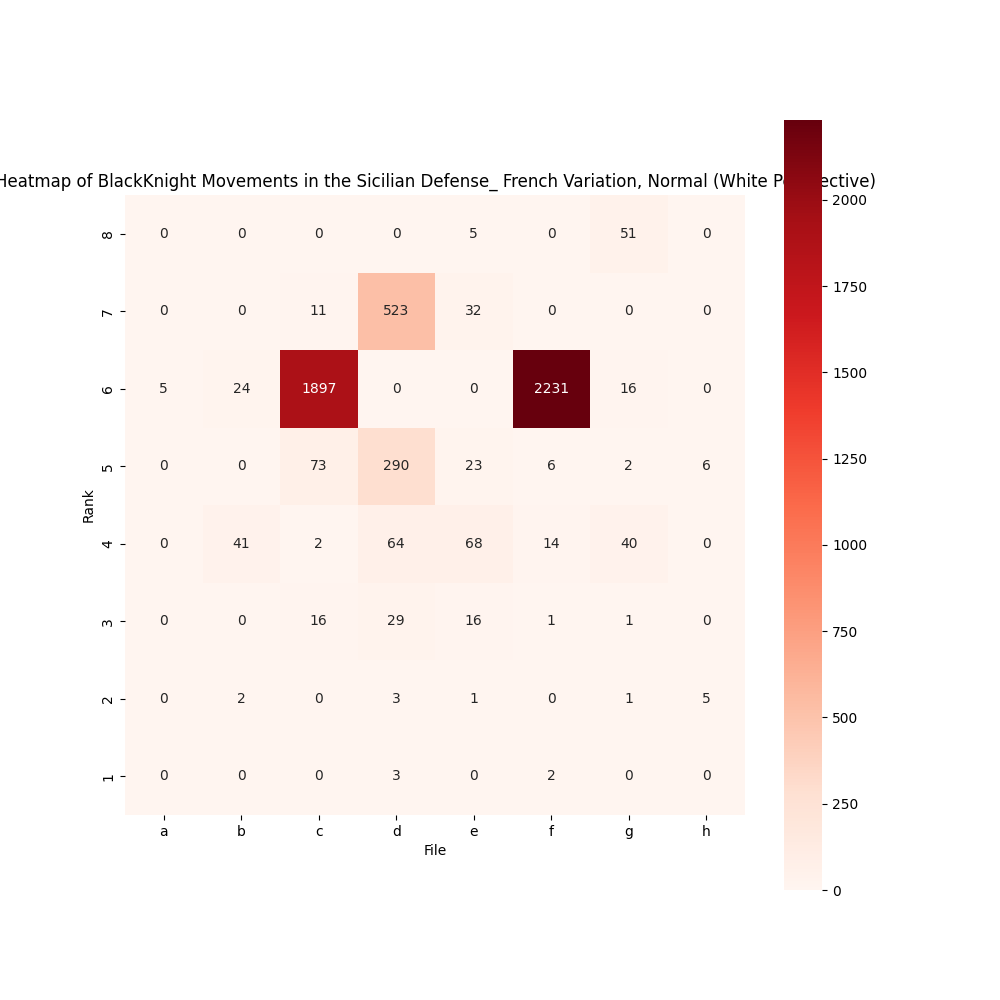 Heatmap of BlackKnight Movements in the Sicilian Defense_ French Variation, Normal (White P ective)
2000
8 0 0 0 0 5 0 51 0
1750
7 0 0 11 523 32 0 0 0
1500
6 5 24 1897 0 0 2231 16 0
1250
5 0 0 73 290 23 6 2 6
Rank
1000
4 0 41 2 64 68 14 40 0
750
3 0 0 16 29 16 1 1 0
500
2 0 2 0 3 1 0 1 5
250
1 0 0 0 3 0 2 0 0
a b c d e f g h
File
0